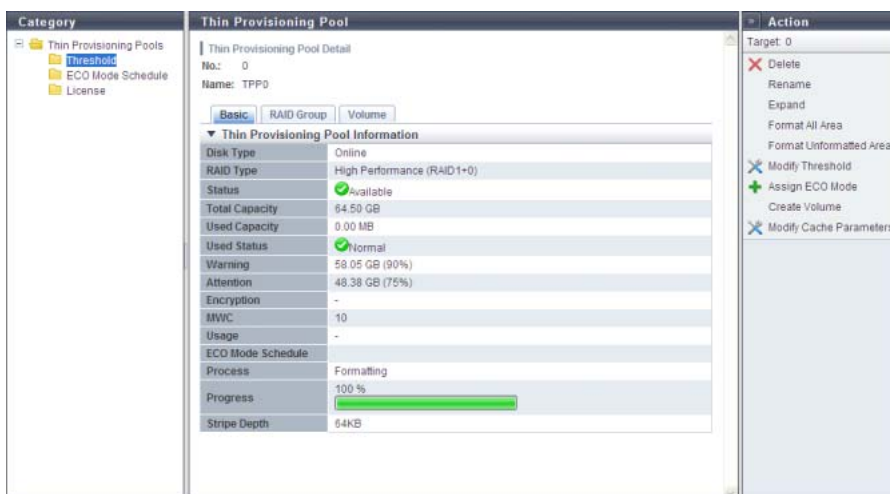 Category
Thin Provisioning Pools
Threshold
ECO Mode Schedule
License
Thin Provisioning Pool
Thin Provisioning Pool Detail
No.: 0
Name: TPP0
Basic RAID Group Volume
Thin Provisioning Pool Information
Disk Type Online
RAID Type High Performance (RAID1+0)
Status Available
Total Capacity 64.50 GB
Used Capacity 0.00 MB
Used Status Normal
Warning 58.05 GB (90%)
Attention 48.38 GB (75%)
Encryption -
MWC 10
Usage -
ECO Mode Schedule
Process Formatting
Progress 100 %
Stripe Depth 64KB
» Action
Target: 0
Delete
Rename
Expand
Format All Area
Format Unformatted Area
Modify Threshold
Assign ECO Mode
Create Volume
Modify Cache Parameters